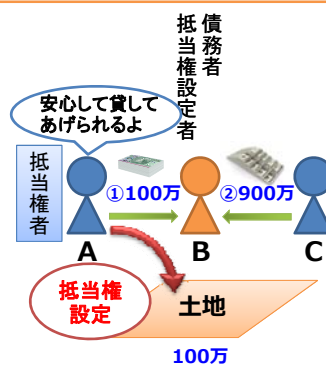 債務者
抵当権設定者
安心して貸して
あげられるよ
抵当権者
①100万
②900万
A
B
C
抵当権
設定
土地
100万